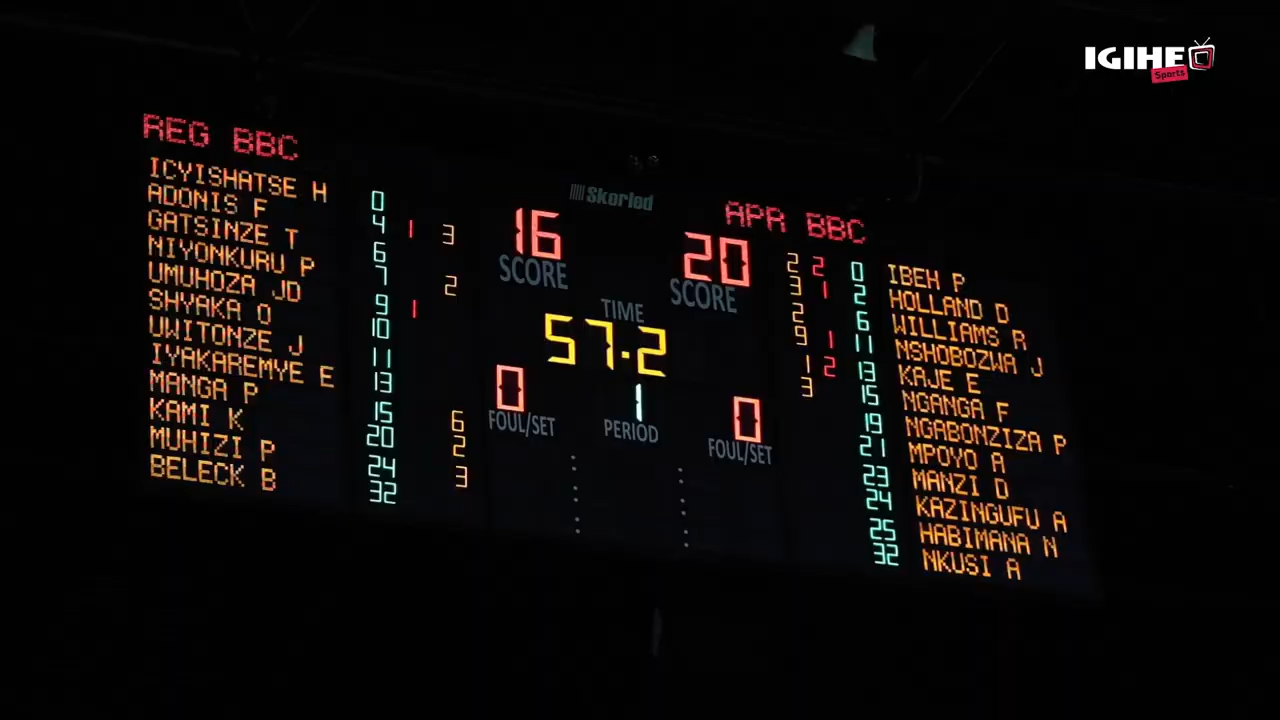 IGIHE
Sports
REG BBC
ICYISHATSE H 0
ADONIS F 4 1 3
GATSINZE T 6
NIYONKURU P 7 2
UMUHOZA JD 9 1
SHYAKA O 10
UWITONZE J 11
IYAKAREMYE E 13
MANGA P 15 6
KAMI K 20 2
MUHIZI P 24 3
BELECK B 32
Skorled
16
SCORE
20
SCORE
TIME
57.2
0
FOUL/SET
1
PERIOD
0
FOUL/SET
APR BBC
2 2 0 IBEH P
3 1 2 HOLLAND D
2 6 WILLIAMS R
9 1 11 NSHOBOZWA J
1 2 13 KAJE E
3 15 NGANGA F
19 NGABONZIZA P
21 MPOYO A
23 MANZI D
24 KAZINGUFU A
25 HABIMANA N
32 NKUSI A